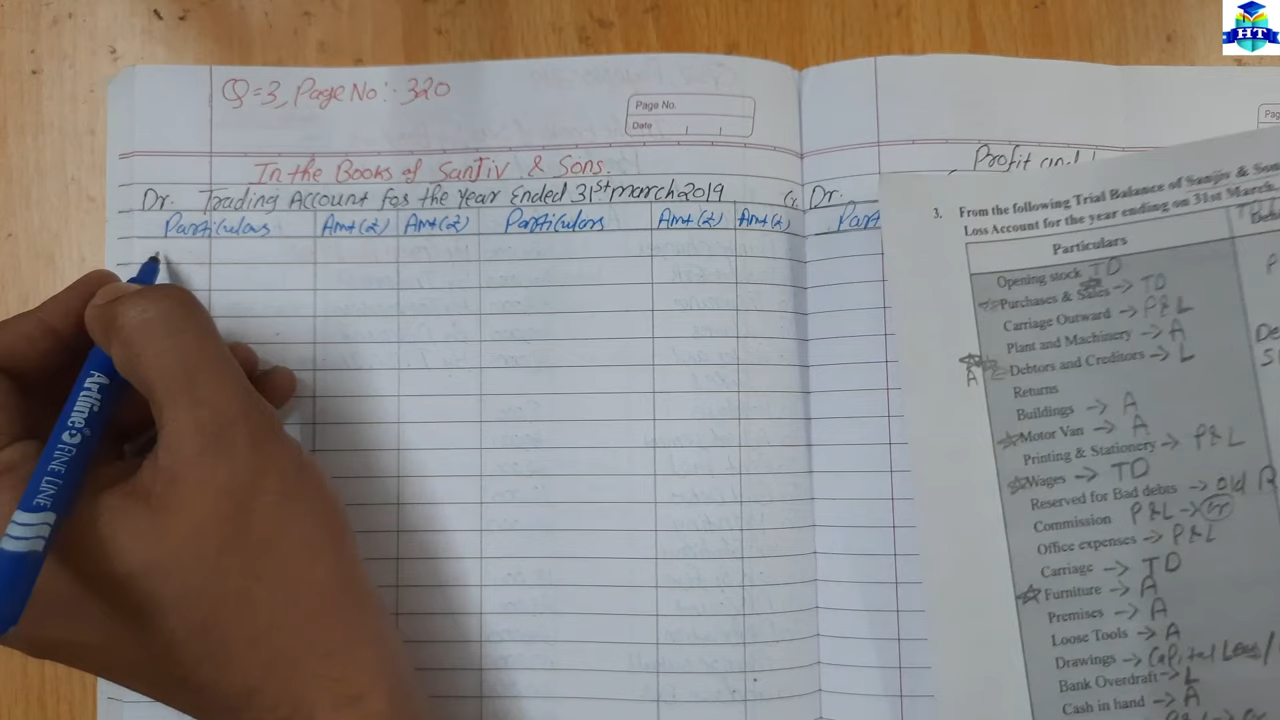 HT
Q=3, Page No:- 320
Page No.
Date
In the Books of Sanjiv & Sons.
Dr. Trading Account for the Year Ended 31st march 2019 Cr.
Particulars Amt(₹) Amt(₹) Particulars Amt(₹) Amt(₹)
Profit and
Dr.
Part
Pag
3. From the following Trial Balance of Sanjiv & Son
Loss Account for the year ending on 31st March,
Particulars
Opening stock TD
Purchases & Sales → TD
Carriage Outward → P&L
Plant and Machinery → A
Debtors and Creditors → L
A
Returns
Buildings → A
Motor Van → A
Printing & Stationery → P&L
Wages → TD
Reserved for Bad debts → old
Commission P&L → Cr
Office expenses → P&L
Carriage → TD
Furniture → A
Premises → A
Loose Tools → A
Drawings → Capital Less
Bank Overdraft → L
Cash in hand → A
Artline FINE LINE